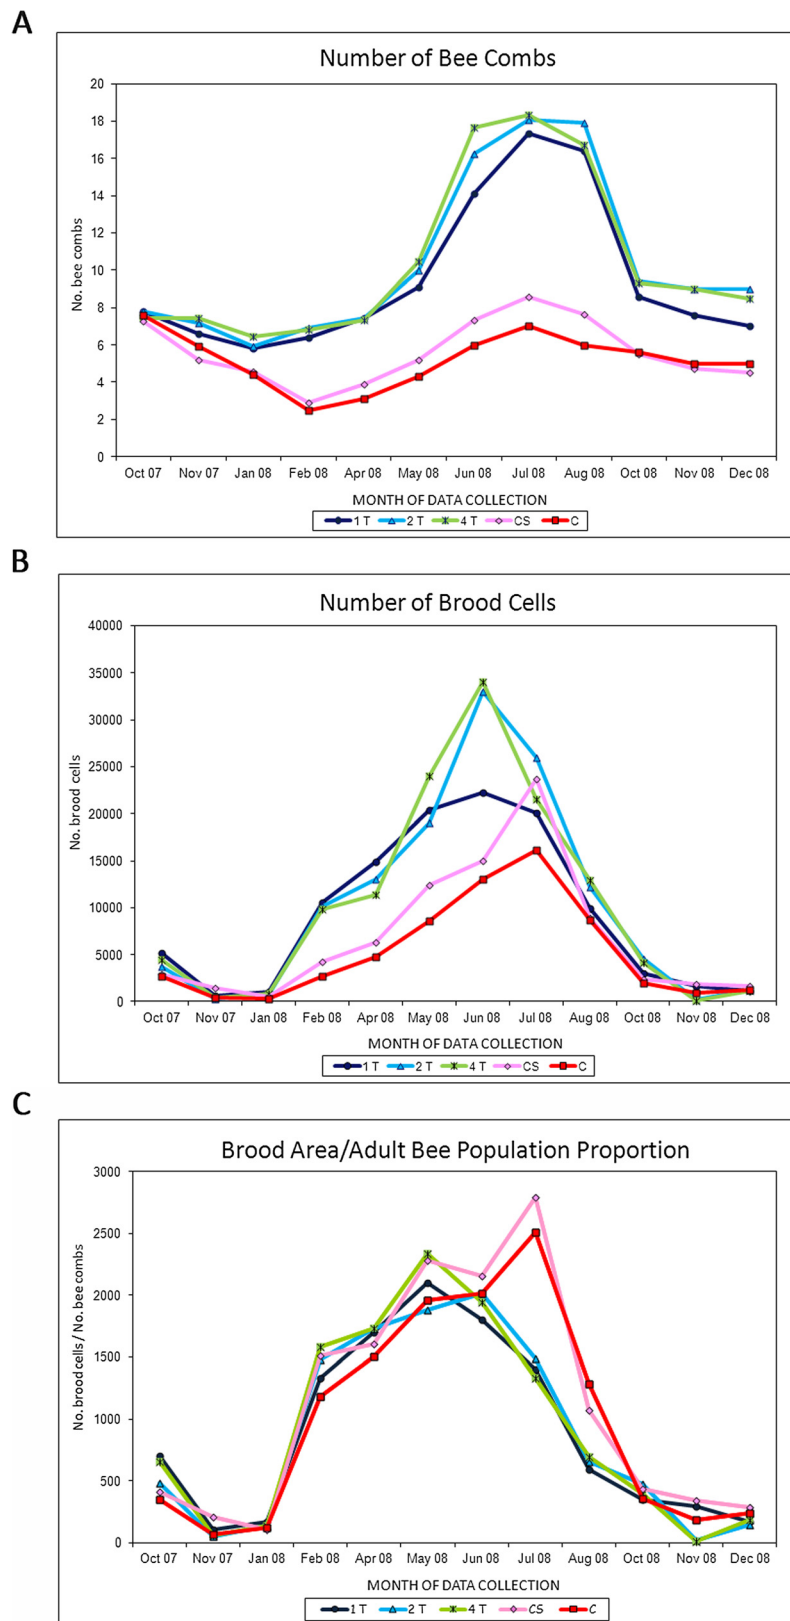 A
Number of Bee Combs
No. bee combs
20
18
16
14
12
10
8
6
4
2
0
Oct 07 Nov 07 Jan 08 Feb 08 Apr 08 May 08 Jun 08 Jul 08 Aug 08 Oct 08 Nov 08 Dec 08
MONTH OF DATA COLLECTION
1 T 2 T 4 T CS C
B
Number of Brood Cells
No. brood cells
40000
35000
30000
25000
20000
15000
10000
5000
0
Oct 07 Nov 07 Jan 08 Feb 08 Apr 08 May 08 Jun 08 Jul 08 Aug 08 Oct 08 Nov 08 Dec 08
MONTH OF DATA COLLECTION
1 T 2 T 4 T CS C
C
Brood Area/Adult Bee Population Proportion
No. brood cells / No. bee combs
3000
2500
2000
1500
1000
500
0
Oct 07 Nov 07 Jan 08 Feb 08 Apr 08 May 08 Jun 08 Jul 08 Aug 08 Oct 08 Nov 08 Dec 08
MONTH OF DATA COLLECTION
1 T 2 T 4 T CS C